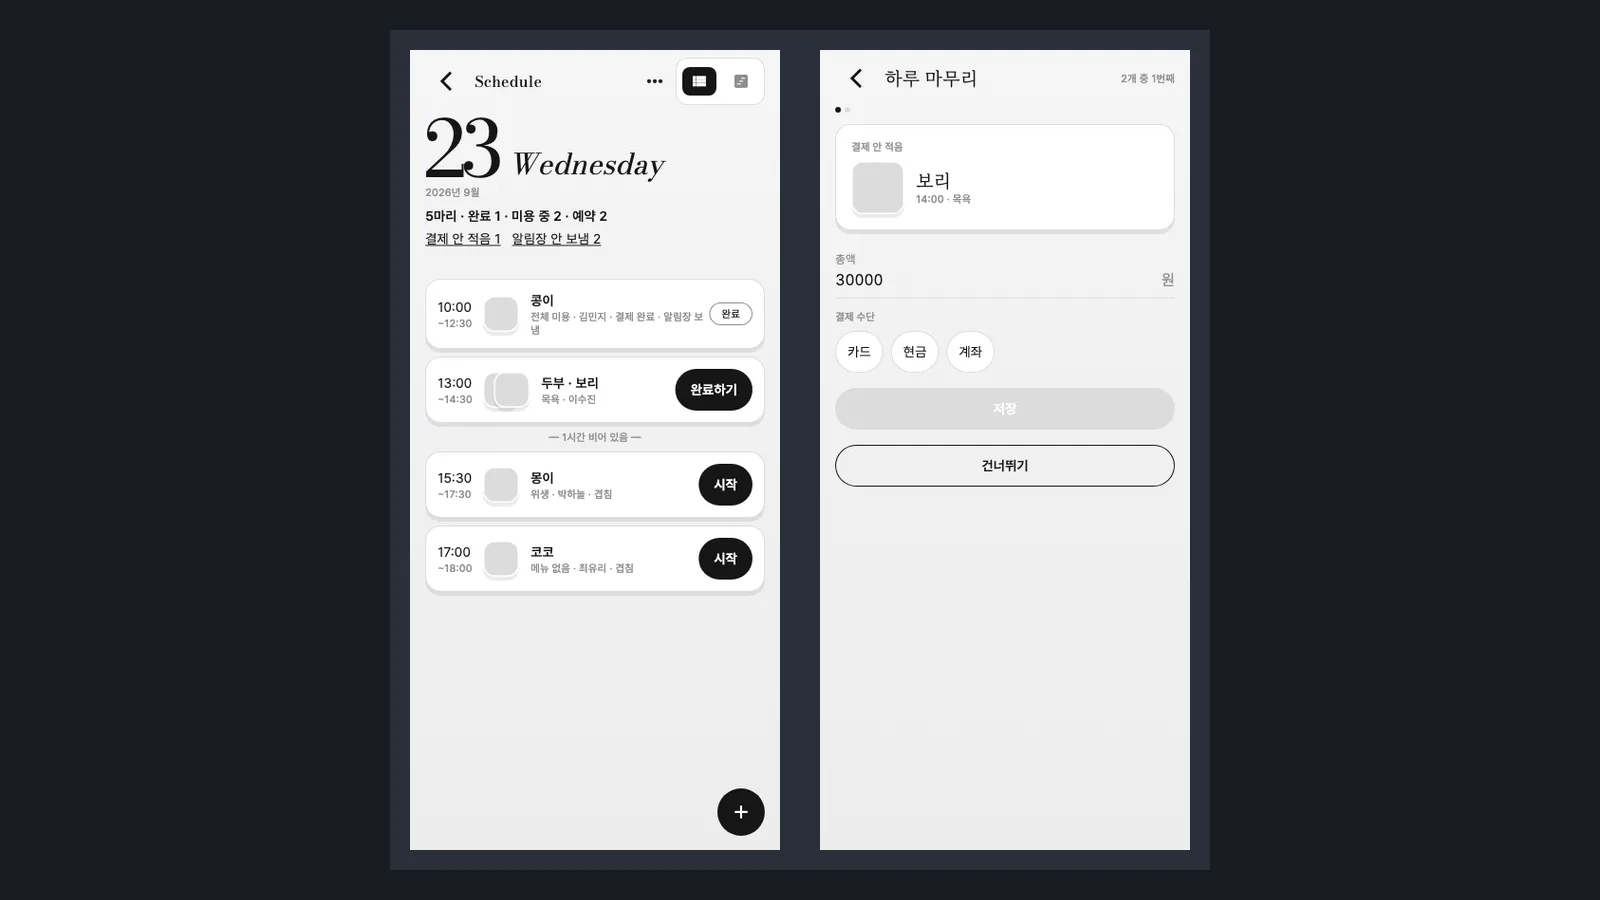 Schedule
23 Wednesday
2026년 9월
5마리 · 완료 1 · 미용 중 2 · 예약 2
결제 안 적음 1 알림장 안 보냄 2
10:00
~12:30
콩이
전체 미용 · 김민지 · 결제 완료 · 알림장 보
냄
완료
13:00
~14:30
두부 · 보리
목욕 · 이수진
완료하기
— 1시간 비어 있음 —
15:30
~17:30
몽이
위생 · 박하늘 · 겹침
시작
17:00
~18:00
코코
메뉴 없음 · 최유리 · 겹침
시작
하루 마무리
2개 중 1번째
결제 안 적음
보리
14:00 · 목욕
총액
30000 원
결제 수단
카드 현금 계좌
저장
건너뛰기